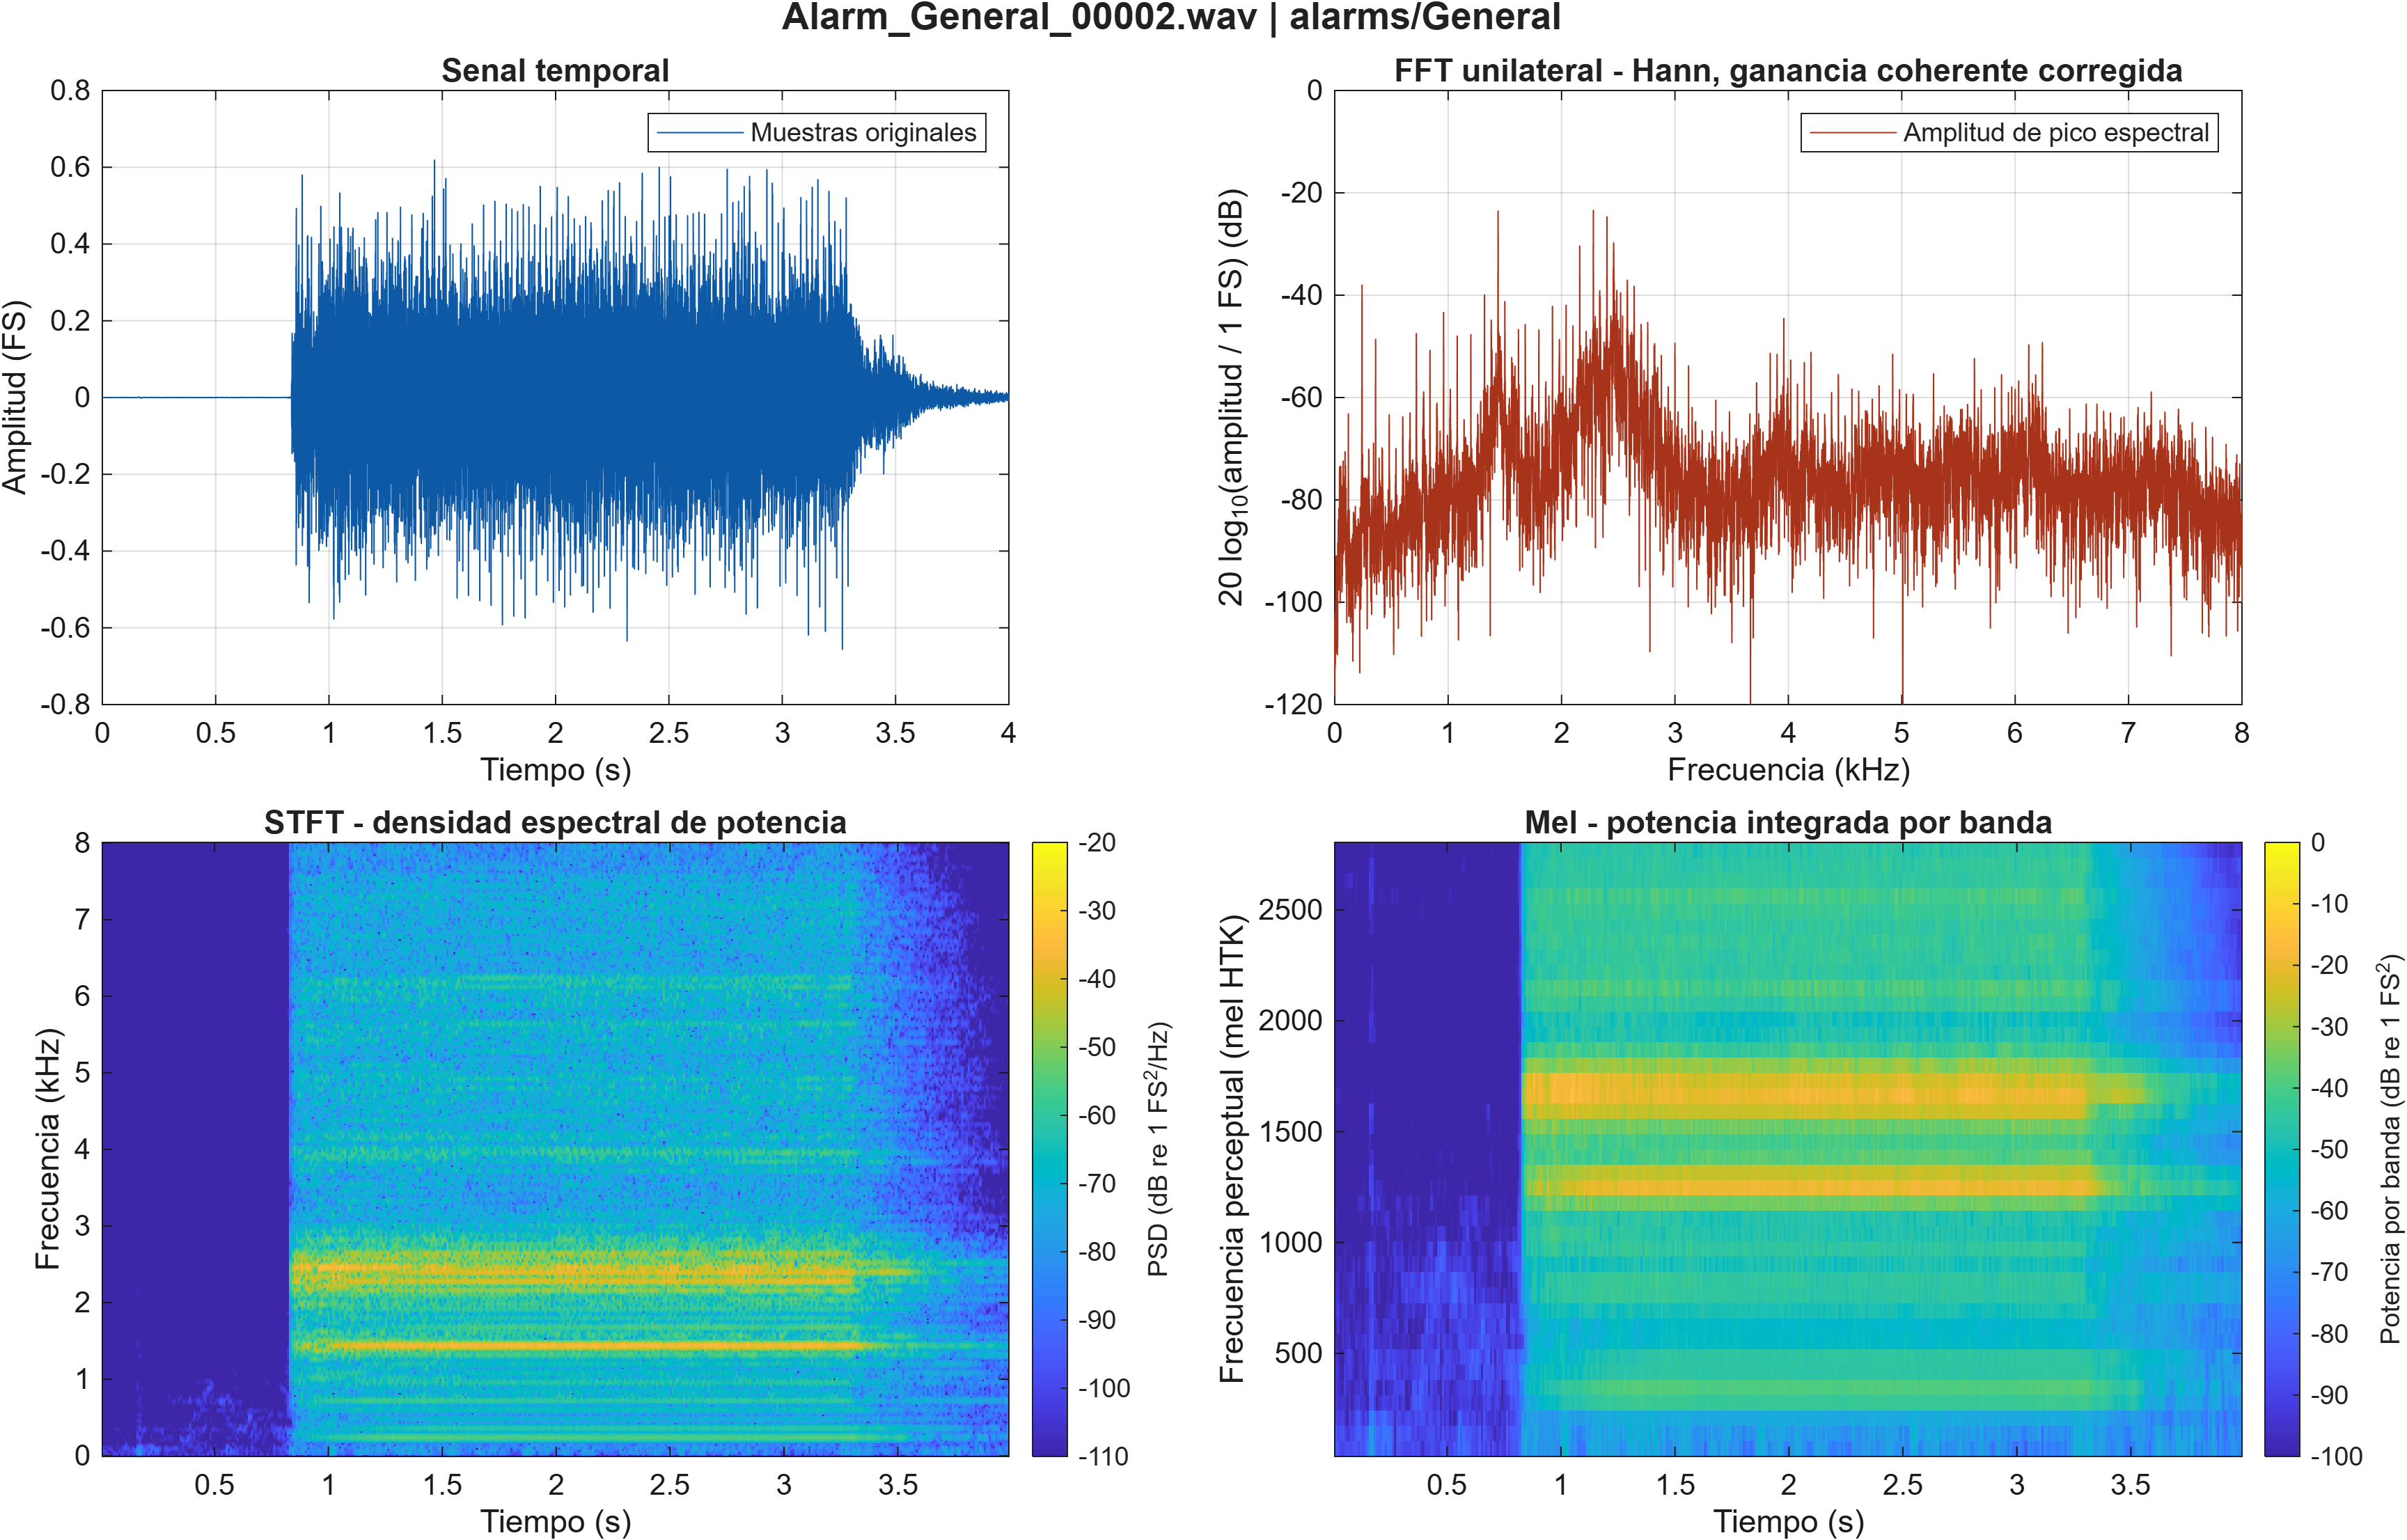 Alarm_General_00002.wav | alarms/General
Senal temporal
Muestras originales
Amplitud (FS)
0.8
0.6
0.4
0.2
0
-0.2
-0.4
-0.6
-0.8
0 0.5 1 1.5 2 2.5 3 3.5 4
Tiempo (s)
FFT unilateral - Hann, ganancia coherente corregida
Amplitud de pico espectral
20 log10(amplitud / 1 FS) (dB)
0
-20
-40
-60
-80
-100
-120
0 1 2 3 4 5 6 7 8
Frecuencia (kHz)
STFT - densidad espectral de potencia
Frecuencia (kHz)
8
7
6
5
4
3
2
1
0
0.5 1 1.5 2 2.5 3 3.5
Tiempo (s)
-20
-30
-40
-50
-60
-70
-80
-90
-100
-110
PSD (dB re 1 FS²/Hz)
Mel - potencia integrada por banda
Frecuencia perceptual (mel HTK)
2500
2000
1500
1000
500
0.5 1 1.5 2 2.5 3 3.5
Tiempo (s)
0
-10
-20
-30
-40
-50
-60
-70
-80
-90
-100
Potencia por banda (dB re 1 FS²)